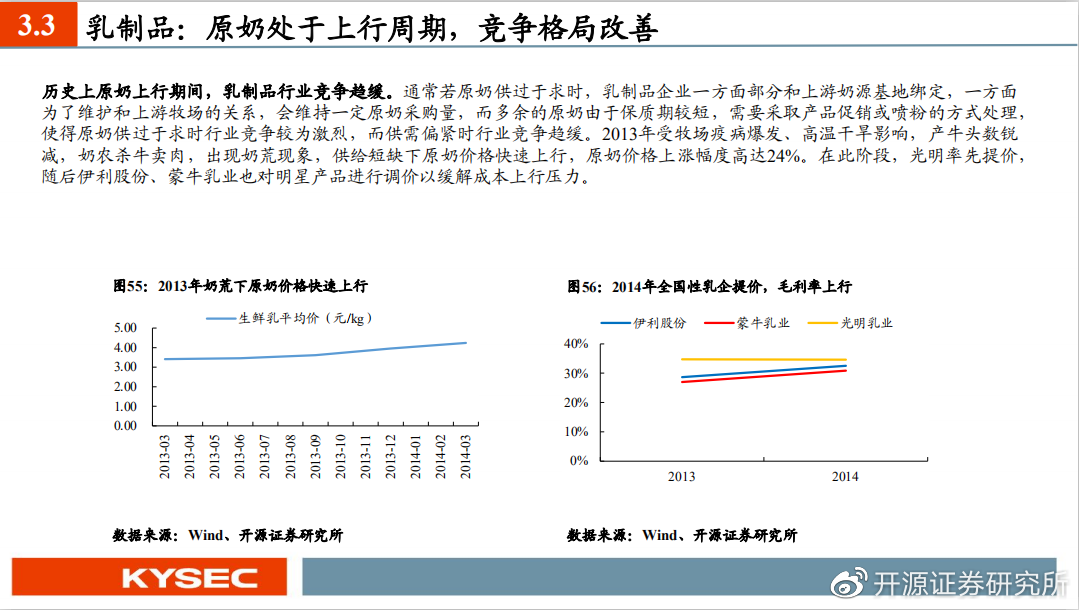 3.3 乳制品：原奶处于上行周期，竞争格局改善
历史上原奶上行期间，乳制品行业竞争趋缓。通常若原奶供过于求时，乳制品企业一方面部分和上游奶源基地绑定，一方面
为了维护和上游牧场的关系，会维持一定原奶采购量，而多余的原奶由于保质期较短，需要采取产品促销或喷粉的方式处理，
使得原奶供过于求时行业竞争较为激烈，而供需偏紧时行业竞争趋缓。2013年受牧场疫病爆发、高温干旱影响，产牛头数锐
减，奶农杀牛卖肉，出现奶荒现象，供给短缺下原奶价格快速上行，原奶价格上涨幅度高达24%。在此阶段，光明率先提价，
随后伊利股份、蒙牛乳业也对明星产品进行调价以缓解成本上行压力。
图55：2013年奶荒下原奶价格快速上行
生鲜乳平均价（元/kg）
5.00
4.00
3.00
2.00
1.00
0.00
2013-03
2013-04
2013-05
2013-06
2013-07
2013-08
2013-09
2013-10
2013-11
2013-12
2014-01
2014-02
2014-03
数据来源：Wind、开源证券研究所
图56：2014年全国性乳企提价，毛利率上行
伊利股份 蒙牛乳业 光明乳业
40%
30%
20%
10%
0%
2013 2014
数据来源：Wind、开源证券研究所
KYSEC
开源证券研究所